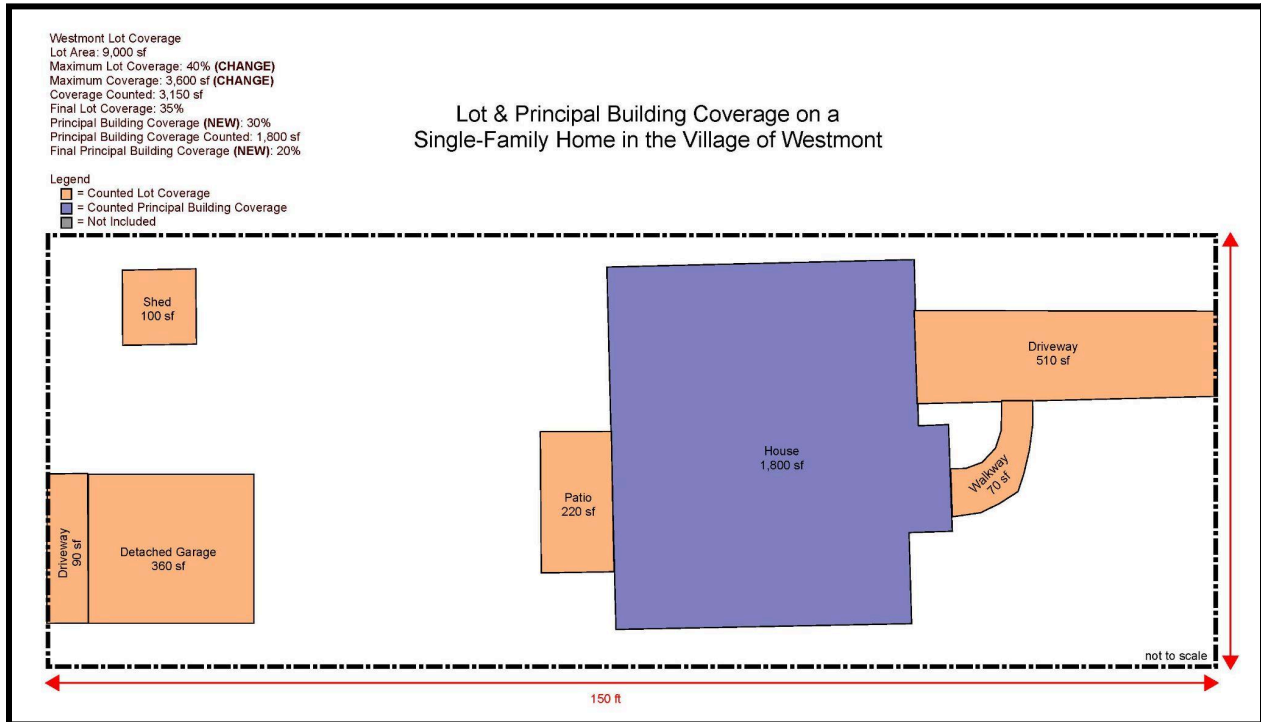 Westmont Lot Coverage
Lot Area: 9,000 sf
Maximum Lot Coverage: 40% (CHANGE)
Maximum Coverage: 3,600 sf (CHANGE)
Coverage Counted: 3,150 sf
Final Lot Coverage: 35%
Principal Building Coverage (NEW): 30%
Principal Building Coverage Counted: 1,800 sf
Final Principal Building Coverage (NEW): 20%
Lot & Principal Building Coverage on a
Single-Family Home in the Village of Westmont
Legend
= Counted Lot Coverage
= Counted Principal Building Coverage
= Not Included
Shed
100 sf
Driveway
510 sf
House
1,800 sf
Walkway
70 sf
Patio
220 sf
Driveway
90 sf
Detached Garage
360 sf
not to scale
150 ft